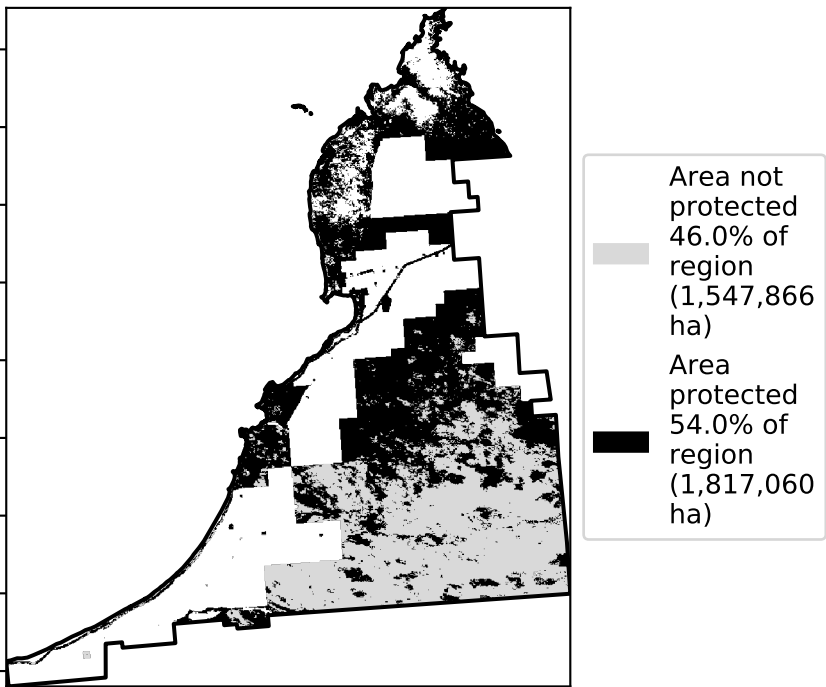 Area not
protected
46.0% of
region
(1,547,866
ha)
Area
protected
54.0% of
region
(1,817,060
ha)